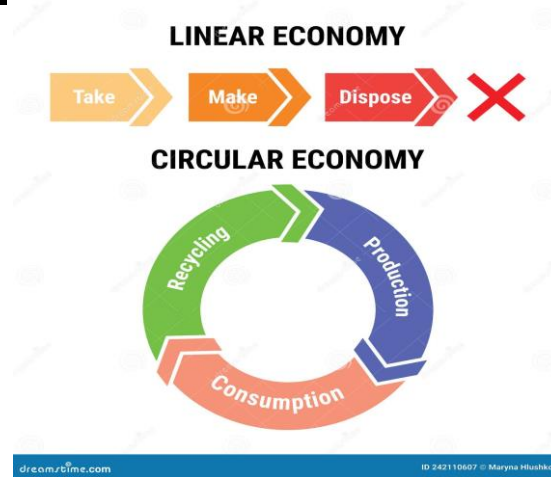 LINEAR ECONOMY
Take Make Dispose
CIRCULAR ECONOMY
Recycling
Production
Consumption
dreamstime.com ID 242110607 © Maryna Hlushko